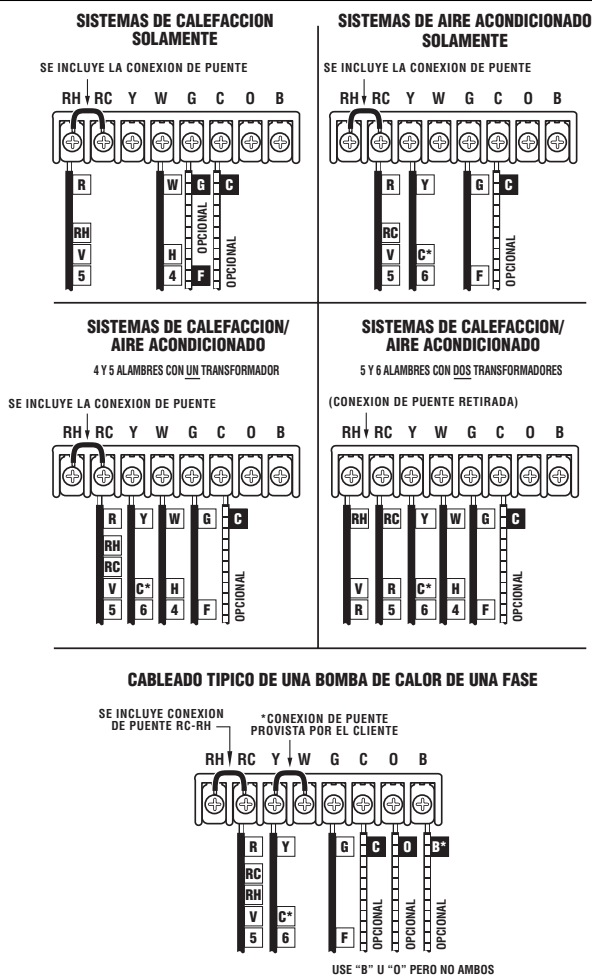 SISTEMAS DE CALEFACCION
SOLAMENTE
SE INCLUYE LA CONEXION DE PUENTE
RH RC Y W G C O B
R W G C
RH
V H
5 4 F
OPCIONAL
OPCIONAL
SISTEMAS DE AIRE ACONDICIONADO
SOLAMENTE
SE INCLUYE LA CONEXION DE PUENTE
RH RC Y W G C O B
R Y G C
RC
V C*
5 6 F
OPCIONAL
SISTEMAS DE CALEFACCION/
AIRE ACONDICIONADO
4 Y 5 ALAMBRES CON UN TRANSFORMADOR
SE INCLUYE LA CONEXION DE PUENTE
RH RC Y W G C O B
R Y W G C
RH
RC
V C* H
5 6 4 F
OPCIONAL
SISTEMAS DE CALEFACCION/
AIRE ACONDICIONADO
5 Y 6 ALAMBRES CON DOS TRANSFORMADORES
(CONEXION DE PUENTE RETIRADA)
RH RC Y W G C O B
RH RC Y W G C
V R C* H
R 5 6 4 F
OPCIONAL
CABLEADO TIPICO DE UNA BOMBA DE CALOR DE UNA FASE
SE INCLUYE CONEXION
DE PUENTE RC-RH
*CONEXION DE PUENTE
PROVISTA POR EL CLIENTE
RH RC Y W G C O B
R Y G C O B*
RC
RH
V C*
5 6 F
OPCIONAL
OPCIONAL
OPCIONAL
USE “B” U “O” PERO NO AMBOS